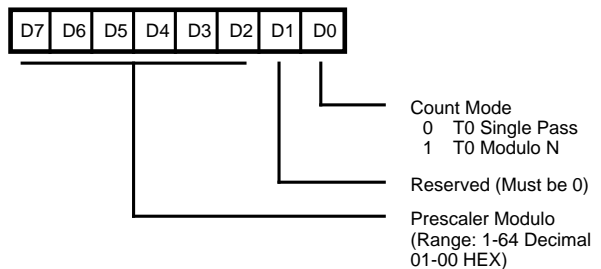 D7 D6 D5 D4 D3 D2 D1 D0
Count Mode
0 T0 Single Pass
1 T0 Modulo N
Reserved (Must be 0)
Prescaler Modulo
(Range: 1-64 Decimal
01-00 HEX)